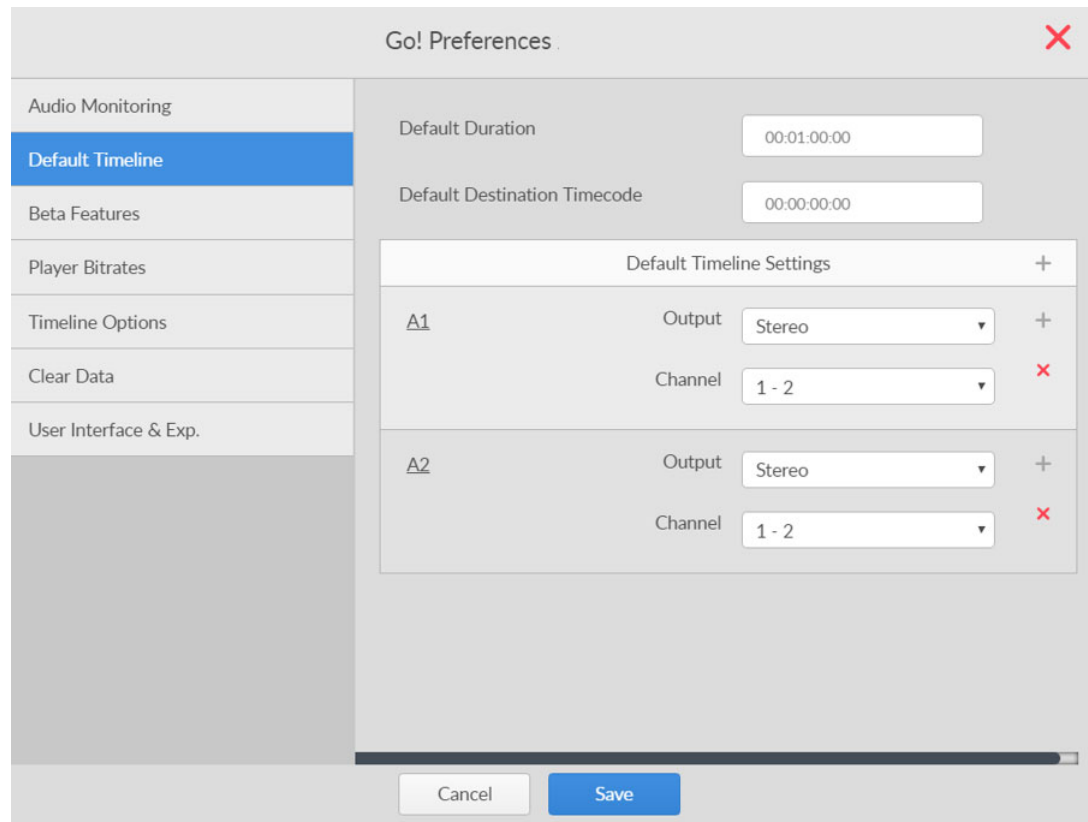 Go! Preferences
Audio Monitoring
Default Timeline
Beta Features
Player Bitrates
Timeline Options
Clear Data
User Interface & Exp.
Default Duration 00:01:00:00
Default Destination Timecode 00:00:00:00
Default Timeline Settings +
A1 Output Stereo +
Channel 1 - 2
A2 Output Stereo +
Channel 1 - 2
Cancel Save